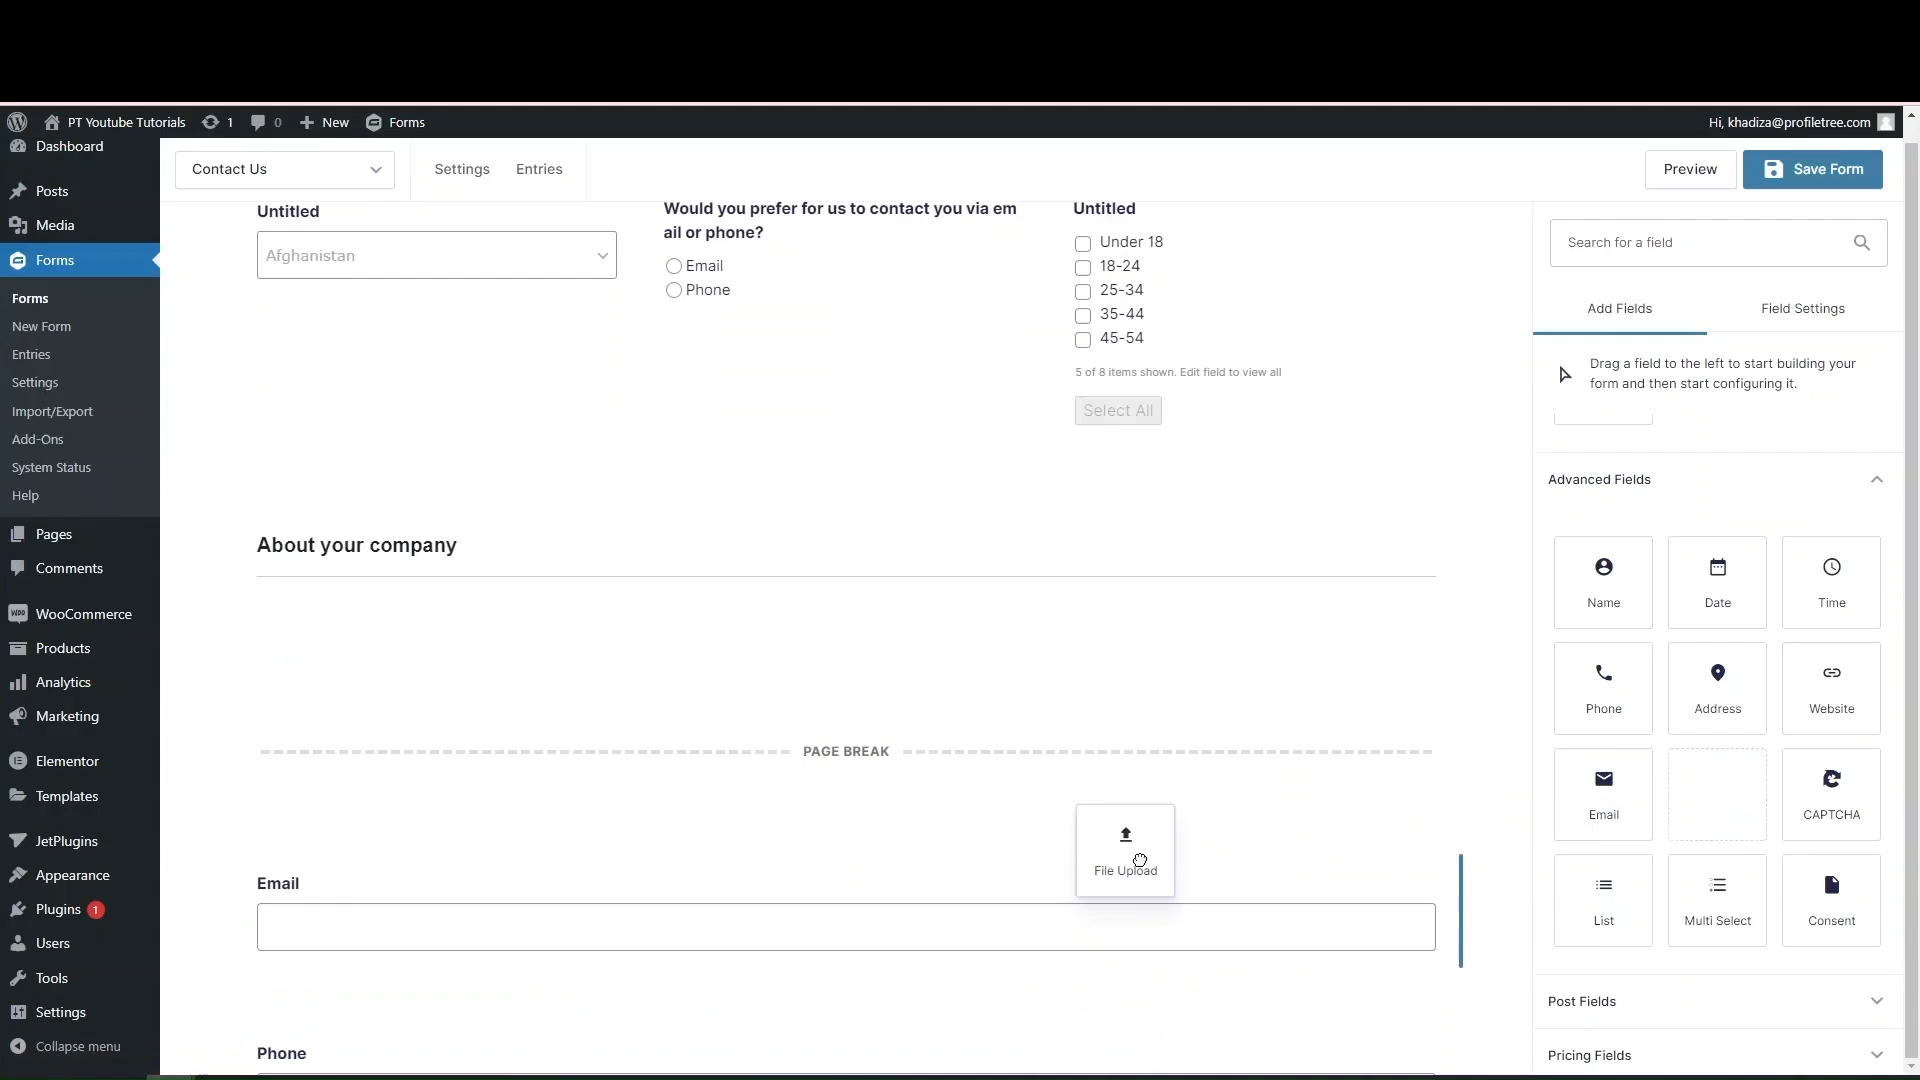 PT Youtube Tutorials 1 0 New Forms Hi, khadiza@profiletree.com
Dashboard
Posts
Media
Forms
Forms
New Form
Entries
Settings
Import/Export
Add-Ons
System Status
Help
Pages
Comments
WooCommerce
Products
Analytics
Marketing
Elementor
Templates
JetPlugins
Appearance
Plugins 1
Users
Tools
Settings
Collapse menu
Contact Us Settings Entries Preview Save Form
Untitled
Afghanistan
Would you prefer for us to contact you via em
ail or phone?
Email
Phone
Untitled
Under 18
18-24
25-34
35-44
45-54
5 of 8 items shown. Edit field to view all
Select All
About your company
PAGE BREAK
File Upload
Email
Phone
Search for a field
Add Fields Field Settings
Drag a field to the left to start building your
form and then start configuring it.
Advanced Fields
Name Date Time
Phone Address Website
Email CAPTCHA
List Multi Select Consent
Post Fields
Pricing Fields